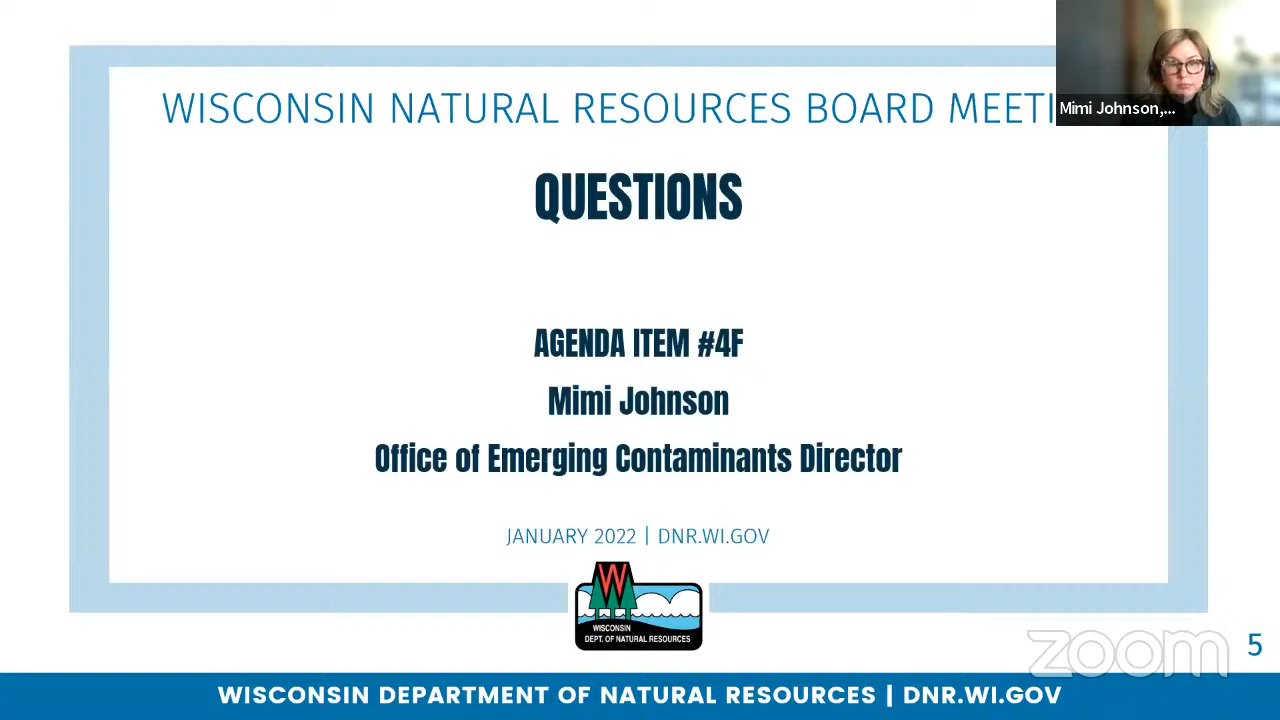 WISCONSIN NATURAL RESOURCES BOARD MEETI
Mimi Johnson,...
QUESTIONS
AGENDA ITEM #4F
Mimi Johnson
Office of Emerging Contaminants Director
JANUARY 2022 | DNR.WI.GOV
W
WISCONSIN
DEPT. OF NATURAL RESOURCES
zoom
5
WISCONSIN DEPARTMENT OF NATURAL RESOURCES | DNR.WI.GOV